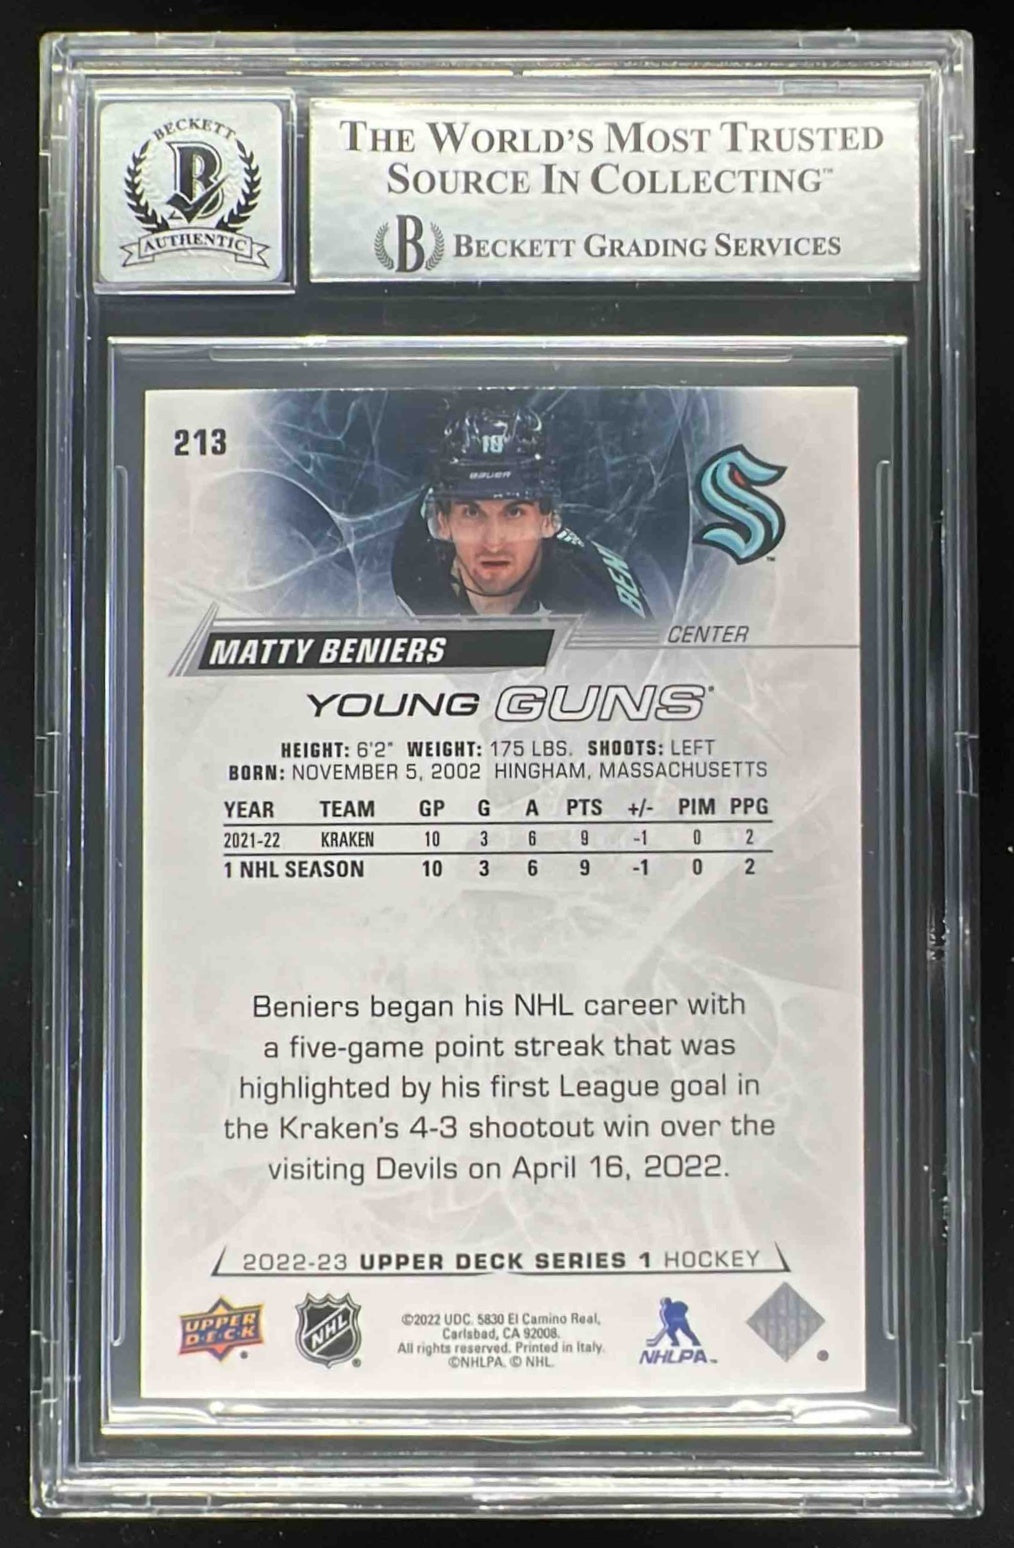 BECKETT
B
AUTHENTIC
THE WORLD'S MOST TRUSTED
SOURCE IN COLLECTING™
B BECKETT GRADING SERVICES
213
18
BAUER
BENI
MATTY BENIERS
CENTER
YOUNG GUNS®
HEIGHT: 6'2" WEIGHT: 175 LBS. SHOOTS: LEFT
BORN: NOVEMBER 5, 2002 HINGHAM, MASSACHUSETTS
YEAR TEAM GP G A PTS +/- PIM PPG
2021-22 KRAKEN 10 3 6 9 -1 0 2
1 NHL SEASON 10 3 6 9 -1 0 2
Beniers began his NHL career with
a five-game point streak that was
highlighted by his first League goal in
the Kraken's 4-3 shootout win over the
visiting Devils on April 16, 2022.
2022-23 UPPER DECK SERIES 1 HOCKEY
UPPER
DECK
®
NHL
®
©2022 UDC. 5830 El Camino Real,
Carlsbad, CA 92008.
All rights reserved. Printed in Italy.
©NHLPA. © NHL.
NHLPA™
®